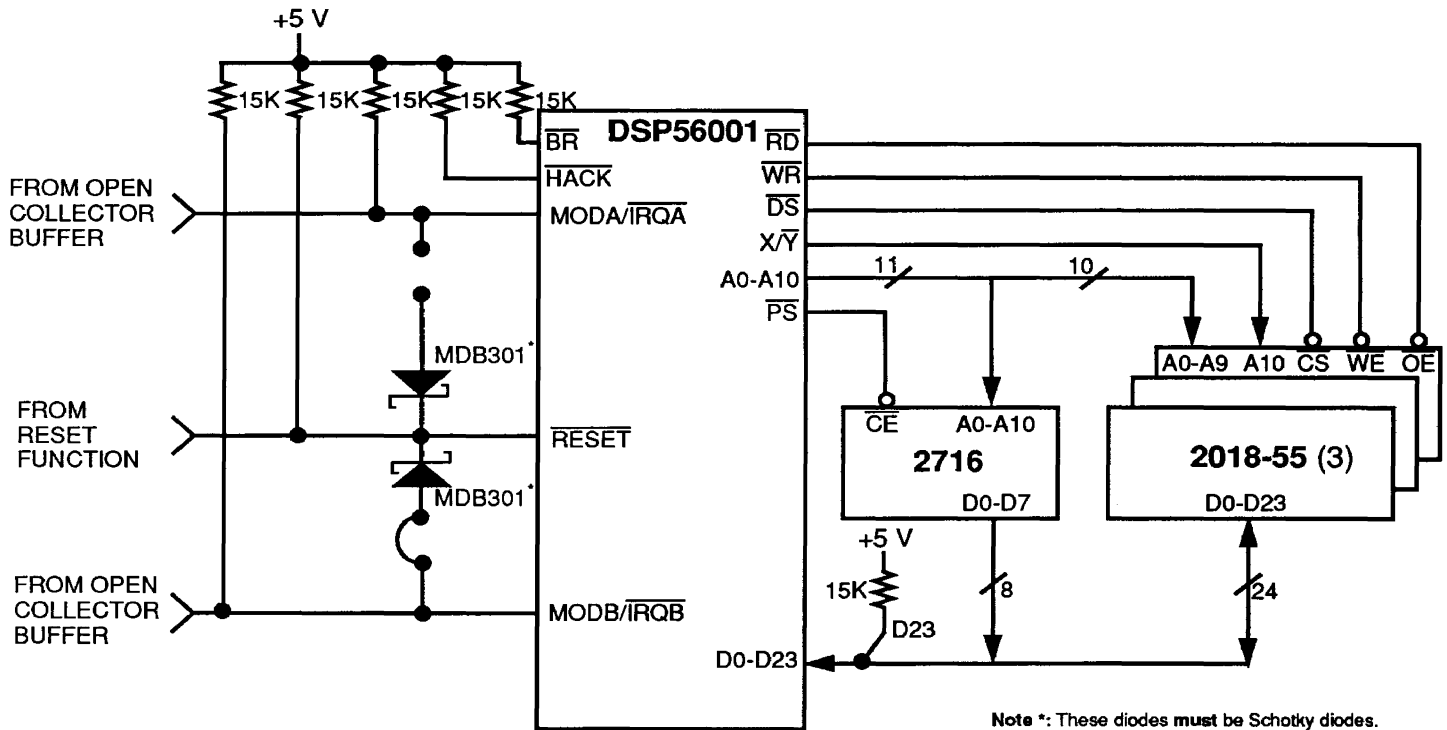 +5 V
15K 15K 15K 15K 15K
DSP56001
BR
HACK
FROM OPEN
COLLECTOR
BUFFER
MODA/IRQA
MDB301*
FROM
RESET
FUNCTION
RESET
MDB301*
FROM OPEN
COLLECTOR
BUFFER
MODB/IRQB
RD
WR
DS
X/Y
A0-A10
PS
D0-D23
11
10
CE
A0-A10
2716
D0-D7
A0-A9 A10 CS WE OE
2018-55 (3)
D0-D23
+5 V
15K
D23
8
24
Note *: These diodes must be Schotky diodes.